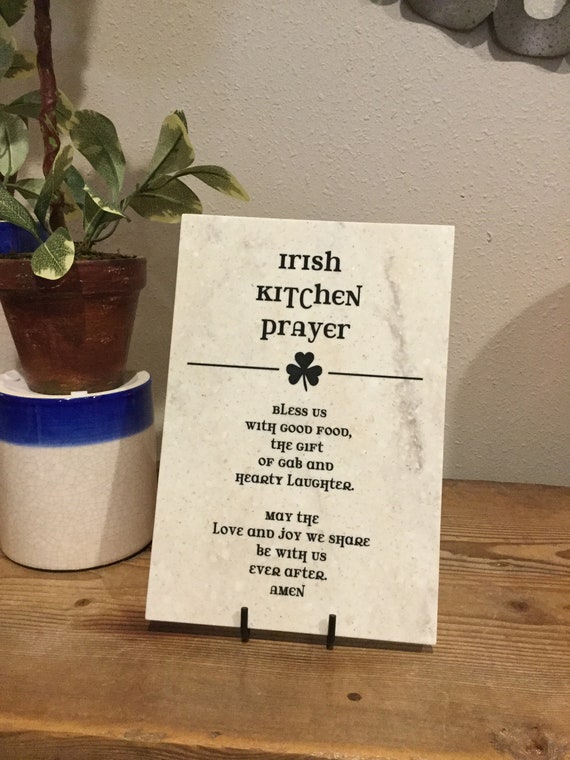 Irish
Kitchen
Prayer
Bless us
with good food,
the gift
of gab and
hearty laughter.
May the
Love and joy we share
be with us
ever after.
Amen